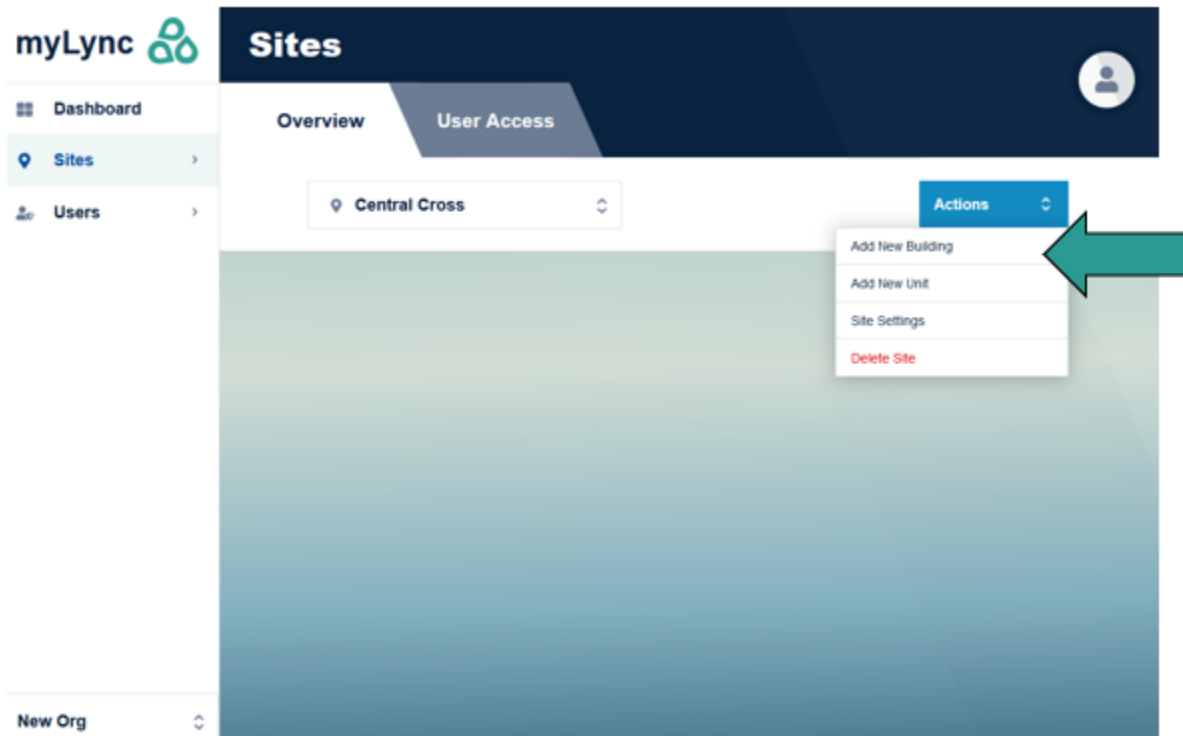 myLync
Sites
Dashboard
Overview
User Access
Sites
Users
Central Cross
Actions
Add New Building
Add New Unit
Site Settings
Delete Site
New Org